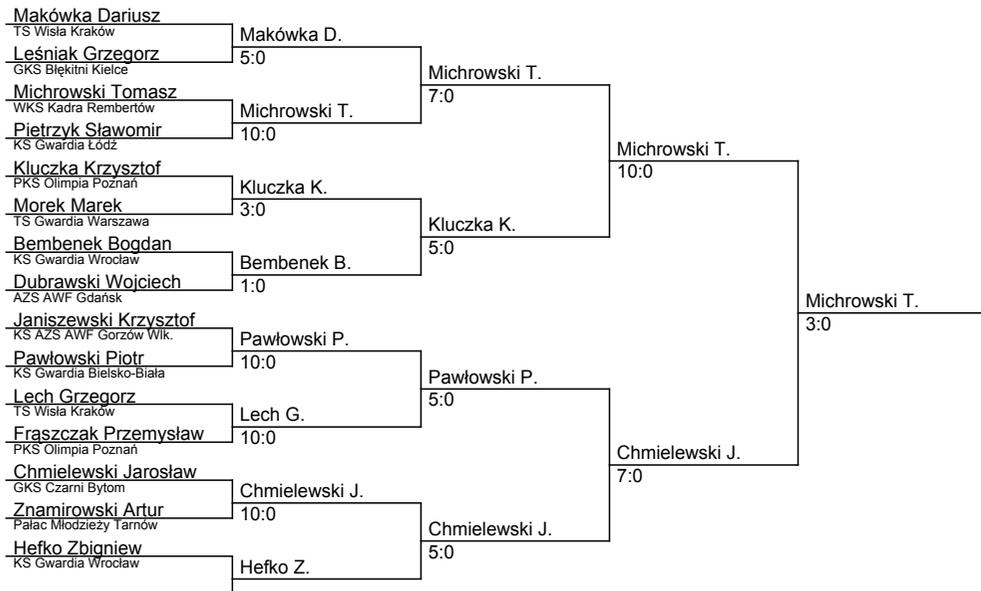 Makówka Dariusz
TS Wisła Kraków
Leśniak Grzegorz
GKS Błękitni Kielce
Michrowski Tomasz
WKS Kadra Rembertów
Pietrzyk Sławomir
KS Gwardia Łódź
Kluczka Krzysztof
PKS Olimpia Poznań
Morek Marek
TS Gwardia Warszawa
Bembenek Bogdan
KS Gwardia Wrocław
Dubrawski Wojciech
AZS AWF Gdańsk
Janiszewski Krzysztof
KS AZS AWF Gorzów Wlk.
Pawłowski Piotr
KS Gwardia Bielsko-Biała
Lech Grzegorz
TS Wisła Kraków
Frąszczak Przemysław
PKS Olimpia Poznań
Chmielewski Jarosław
GKS Czarni Bytom
Znamirowski Artur
Pałac Młodzieży Tarnów
Hefko Zbigniew
KS Gwardia Wrocław
Makówka D.
5:0
Michrowski T.
10:0
Kluczka K.
3:0
Bembenek B.
1:0
Pawłowski P.
10:0
Lech G.
10:0
Chmielewski J.
10:0
Hefko Z.
Michrowski T.
7:0
Kluczka K.
5:0
Pawłowski P.
5:0
Chmielewski J.
5:0
Michrowski T.
10:0
Chmielewski J.
7:0
Michrowski T.
3:0